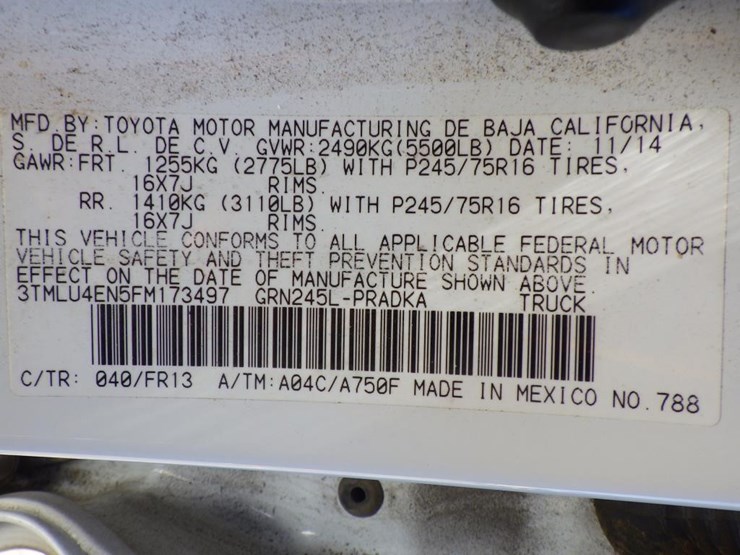 MFD.BY:TOYOTA MOTOR MANUFACTURING DE BAJA CALIFORNIA,
S. DE R.L. DE C.V. GVWR:2490KG(5500LB) DATE: 11/14
GAWR:FRT. 1255KG (2775LB) WITH P245/75R16 TIRES,
16X7J RIMS.
RR. 1410KG (3110LB) WITH P245/75R16 TIRES,
16X7J RIMS.
THIS VEHICLE CONFORMS TO ALL APPLICABLE FEDERAL MOTOR
VEHICLE SAFETY AND THEFT PREVENTION STANDARDS IN
EFFECT ON THE DATE OF MANUFACTURE SHOWN ABOVE.
3TMLU4EN5FM173497 GRN245L-PRADKA TRUCK
C/TR: 040/FR13 A/TM:A04C/A750F MADE IN MEXICO NO.788